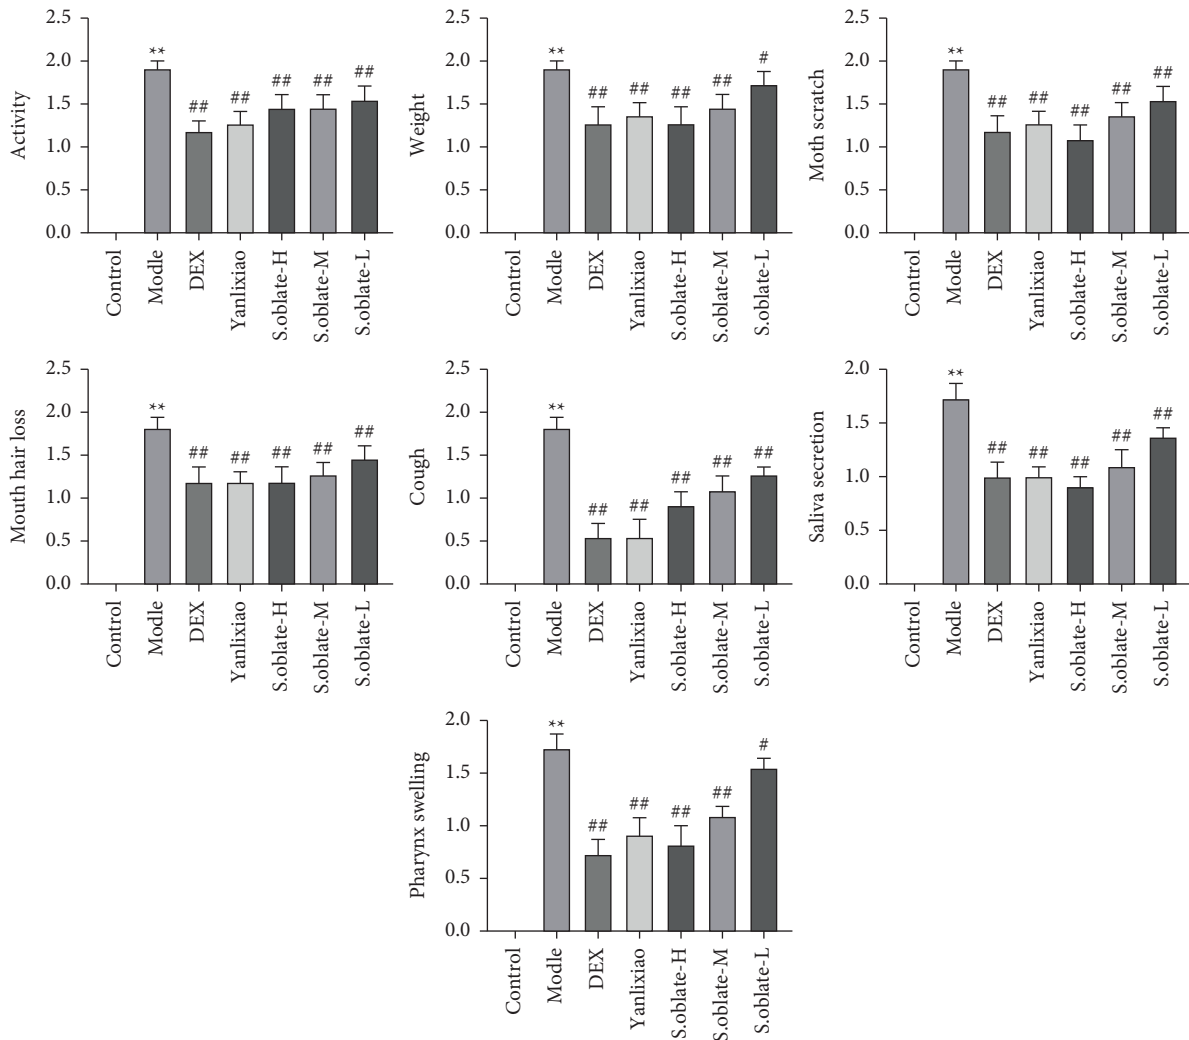 Activity
2.5
2.0
1.5
1.0
0.5
0.0
**
##
##
##
##
##
Control
Modle
DEX
Yanlixiao
S.oblate-H
S.oblate-M
S.oblate-L
Weight
2.5
2.0
1.5
1.0
0.5
0.0
**
##
##
##
##
#
Control
Modle
DEX
Yanlixiao
S.oblate-H
S.oblate-M
S.oblate-L
Moth scratch
2.5
2.0
1.5
1.0
0.5
0.0
**
##
##
##
##
##
Control
Modle
DEX
Yanlixiao
S.oblate-H
S.oblate-M
S.oblate-L
Mouth hair loss
2.5
2.0
1.5
1.0
0.5
0.0
**
##
##
##
##
##
Control
Modle
DEX
Yanlixiao
S.oblate-H
S.oblate-M
S.oblate-L
Cough
2.5
2.0
1.5
1.0
0.5
0.0
**
##
##
##
##
##
Control
Modle
DEX
Yanlixiao
S.oblate-H
S.oblate-M
S.oblate-L
Saliva secretion
2.0
1.5
1.0
0.5
0.0
**
##
##
##
##
##
Control
Modle
DEX
Yanlixiao
S.oblate-H
S.oblate-M
S.oblate-L
Pharynx swelling
2.0
1.5
1.0
0.5
0.0
**
##
##
##
##
#
Control
Modle
DEX
Yanlixiao
S.oblate-H
S.oblate-M
S.oblate-L